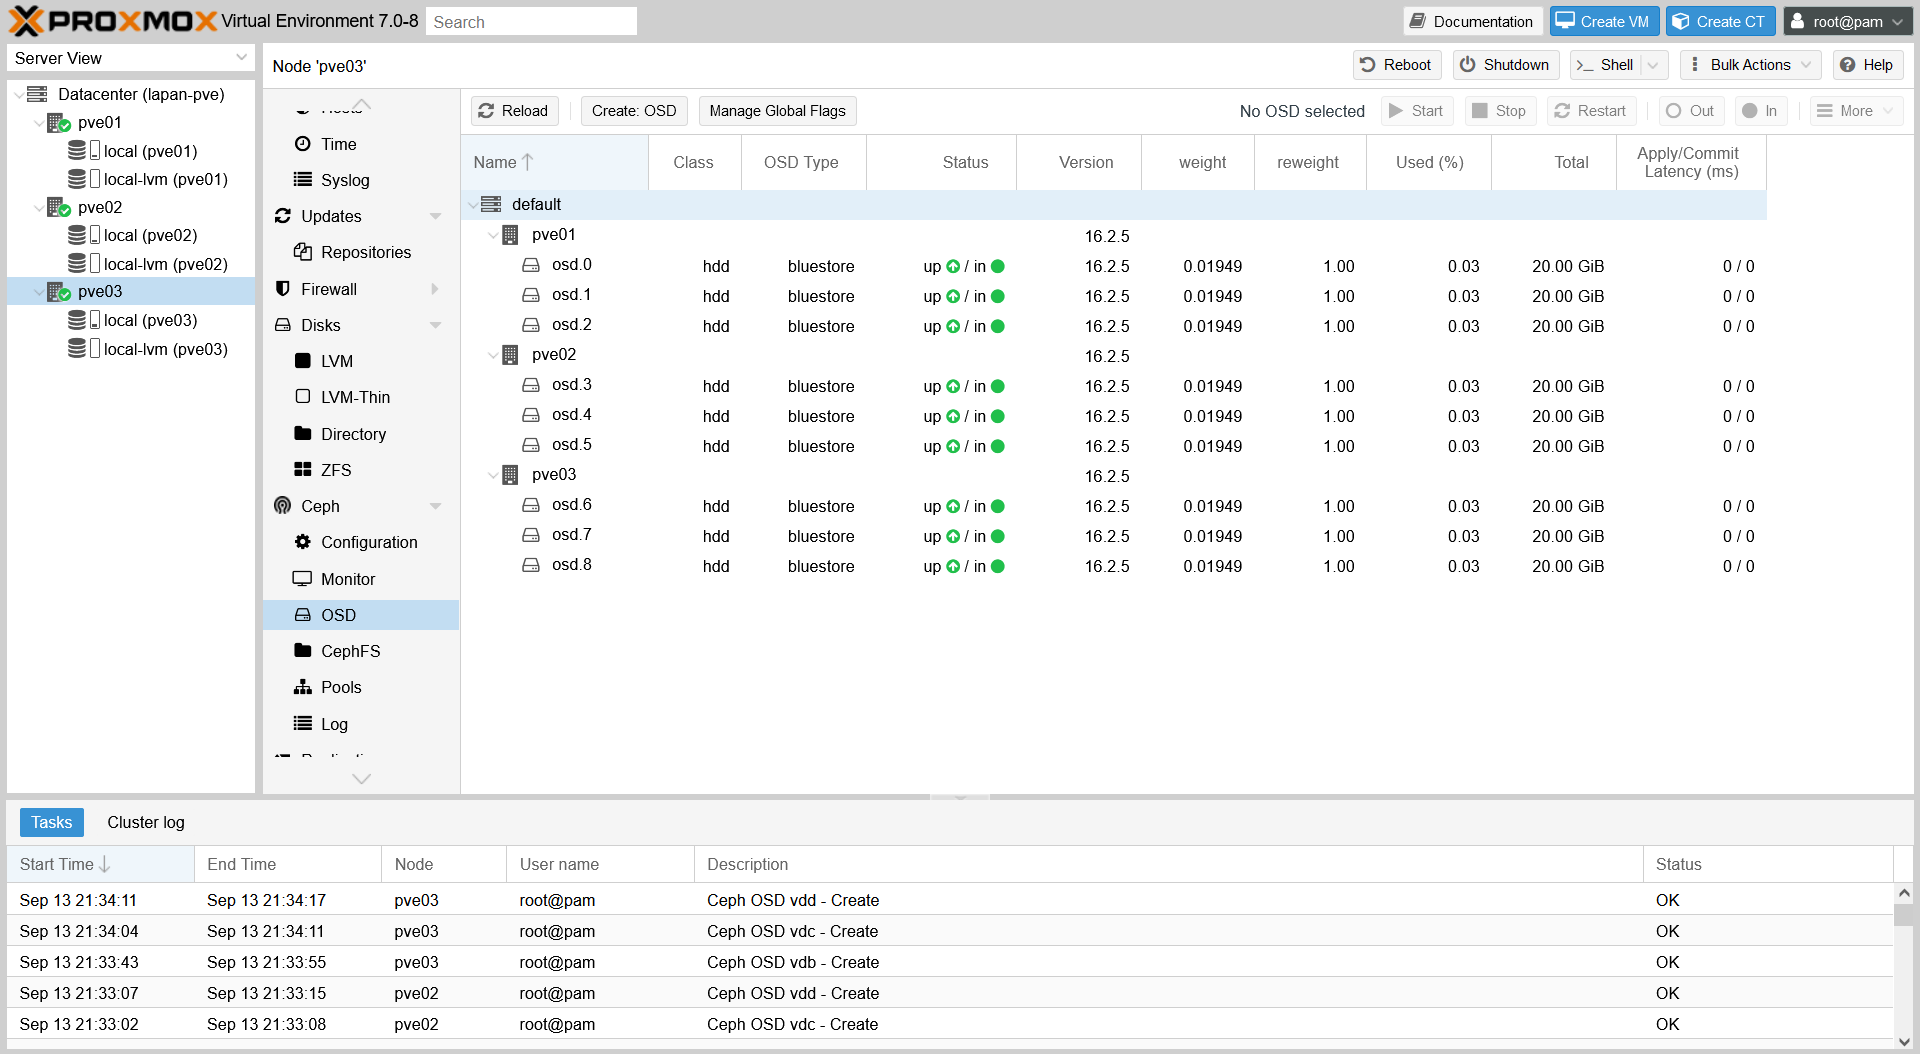 PROXMOX Virtual Environment 7.0-8 Search Documentation Create VM Create CT root@pam
Server View
Node 'pve03' Reboot Shutdown Shell Bulk Actions Help
Datacenter (lapan-pve)
pve01
local (pve01)
local-lvm (pve01)
pve02
local (pve02)
local-lvm (pve02)
pve03
local (pve03)
local-lvm (pve03)
Hosts
Time
Syslog
Updates
Repositories
Firewall
Disks
LVM
LVM-Thin
Directory
ZFS
Ceph
Configuration
Monitor
OSD
CephFS
Pools
Log
Reload Create: OSD Manage Global Flags No OSD selected Start Stop Restart Out In More
Name Class OSD Type Status Version weight reweight Used (%) Total Apply/Commit
Latency (ms)
default
pve01 16.2.5
osd.0 hdd bluestore up / in 16.2.5 0.01949 1.00 0.03 20.00 GiB 0 / 0
osd.1 hdd bluestore up / in 16.2.5 0.01949 1.00 0.03 20.00 GiB 0 / 0
osd.2 hdd bluestore up / in 16.2.5 0.01949 1.00 0.03 20.00 GiB 0 / 0
pve02 16.2.5
osd.3 hdd bluestore up / in 16.2.5 0.01949 1.00 0.03 20.00 GiB 0 / 0
osd.4 hdd bluestore up / in 16.2.5 0.01949 1.00 0.03 20.00 GiB 0 / 0
osd.5 hdd bluestore up / in 16.2.5 0.01949 1.00 0.03 20.00 GiB 0 / 0
pve03 16.2.5
osd.6 hdd bluestore up / in 16.2.5 0.01949 1.00 0.03 20.00 GiB 0 / 0
osd.7 hdd bluestore up / in 16.2.5 0.01949 1.00 0.03 20.00 GiB 0 / 0
osd.8 hdd bluestore up / in 16.2.5 0.01949 1.00 0.03 20.00 GiB 0 / 0
Tasks Cluster log
Start Time End Time Node User name Description Status
Sep 13 21:34:11 Sep 13 21:34:17 pve03 root@pam Ceph OSD vdd - Create OK
Sep 13 21:34:04 Sep 13 21:34:11 pve03 root@pam Ceph OSD vdc - Create OK
Sep 13 21:33:43 Sep 13 21:33:55 pve03 root@pam Ceph OSD vdb - Create OK
Sep 13 21:33:07 Sep 13 21:33:15 pve02 root@pam Ceph OSD vdd - Create OK
Sep 13 21:33:02 Sep 13 21:33:08 pve02 root@pam Ceph OSD vdc - Create OK